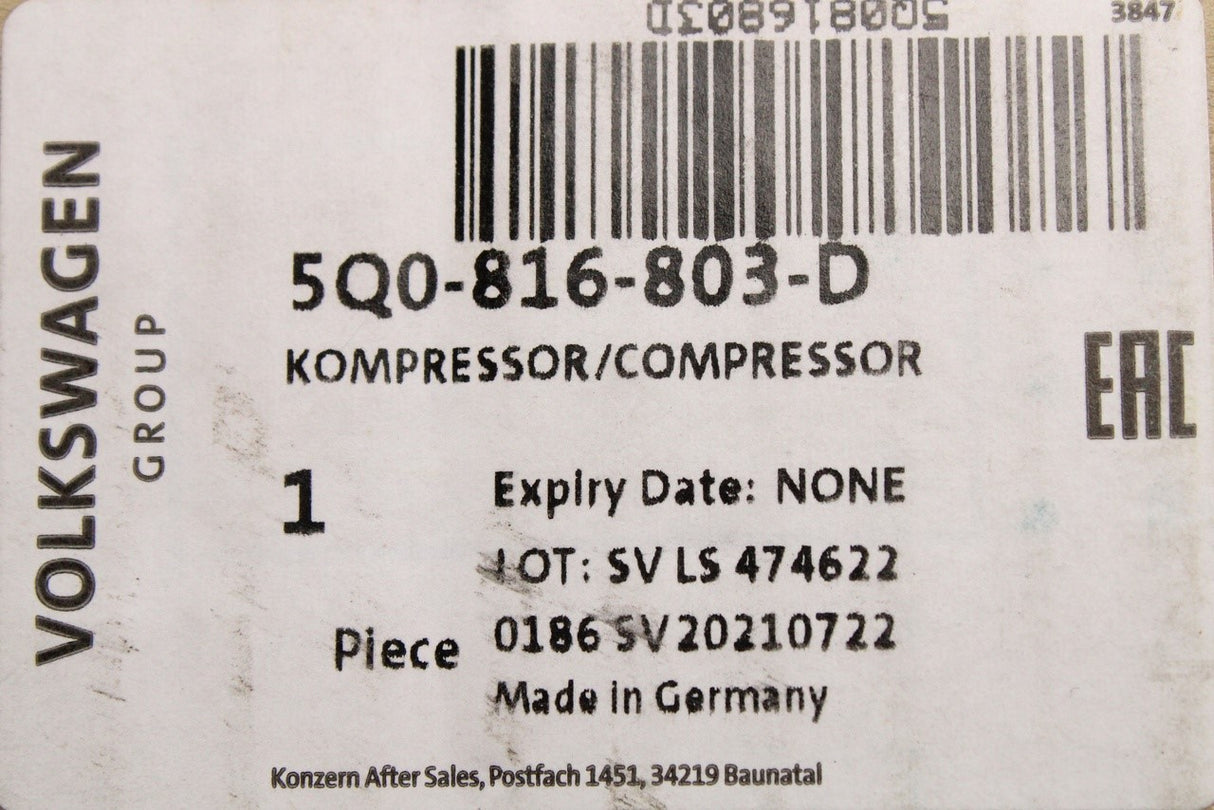 5Q0816803D
3847
VOLKSWAGEN
GROUP
5Q0-816-803-D
KOMPRESSOR/COMPRESSOR
EAC
1
Piece
Expiry Date: NONE
LOT: SV LS 474622
0186 SV20210722
Made in Germany
Konzern After Sales, Postfach 1451, 34219 Baunatal